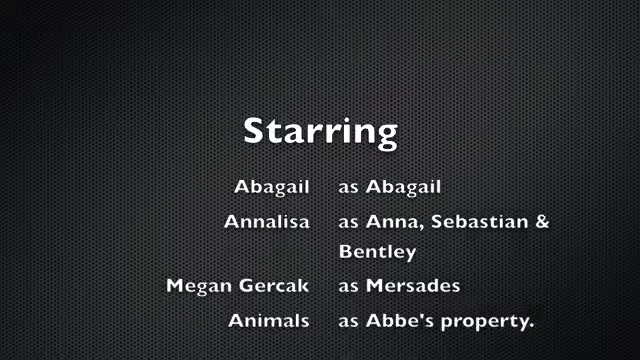 Starring
Abagail as Abagail
Annalisa as Anna, Sebastian &
Bentley
Megan Gercak as Mersades
Animals as Abbe's property.